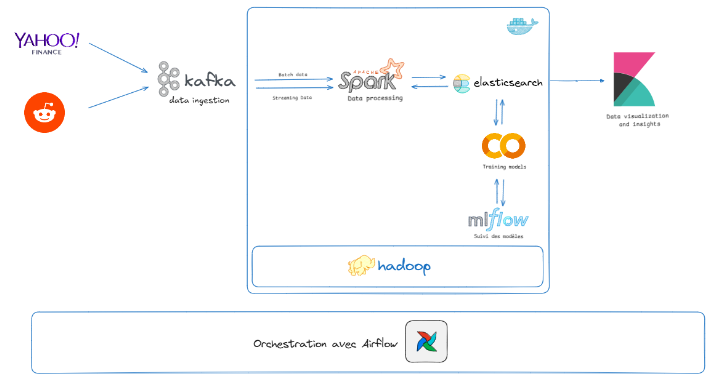 YAHOO!
FINANCE
kafka
data ingestion
Batch data
Streaming Data
APACHE
Spark
Data processing
elasticsearch
Data visualization
and insights
Training models
mlflow
Suivi des modèles
hadoop
Orchestration avec Airflow